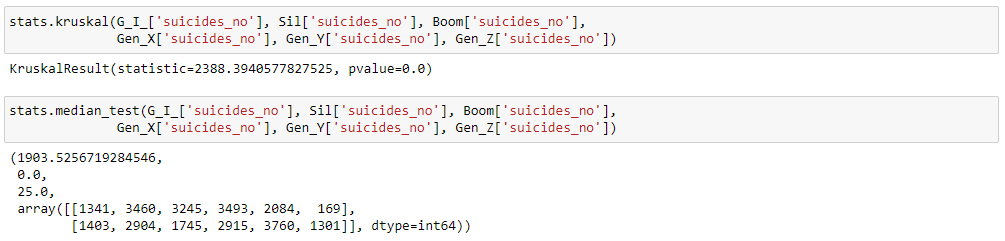 stats.kruskal(G_I_['suicides_no'], Sil['suicides_no'], Boom['suicides_no'],
Gen_X['suicides_no'], Gen_Y['suicides_no'], Gen_Z['suicides_no'])
KruskalResult(statistic=2388.3940577827525, pvalue=0.0)
stats.median_test(G_I_['suicides_no'], Sil['suicides_no'], Boom['suicides_no'],
Gen_X['suicides_no'], Gen_Y['suicides_no'], Gen_Z['suicides_no'])
(1903.5256719284546,
0.0,
25.0,
array([[1341, 3460, 3245, 3493, 2084, 169],
[1403, 2904, 1745, 2915, 3760, 1301]], dtype=int64))